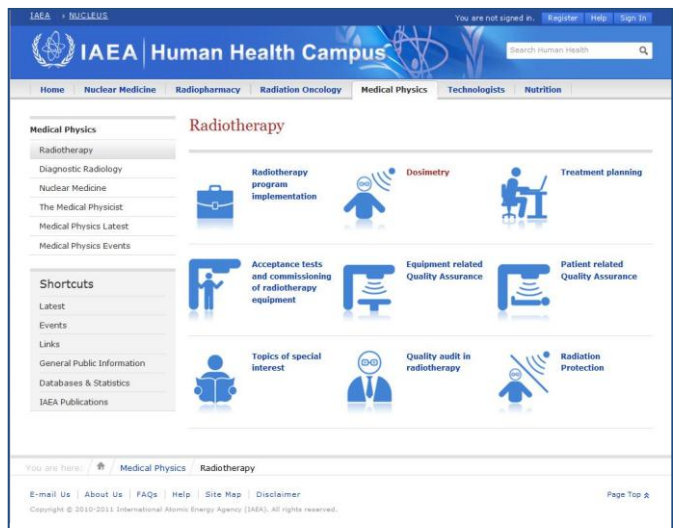 IAEA › NUCLEUS
You are not signed in. Register Help Sign In
IAEA Human Health Campus
Search Human Health
Home Nuclear Medicine Radiopharmacy Radiation Oncology Medical Physics Technologists Nutrition
Medical Physics
Radiotherapy
Diagnostic Radiology
Nuclear Medicine
The Medical Physicist
Medical Physics Latest
Medical Physics Events
Shortcuts
Latest
Events
Links
General Public Information
Databases & Statistics
IAEA Publications
Radiotherapy
Radiotherapy
program
implementation
Dosimetry
Treatment planning
Acceptance tests
and commissioning
of radiotherapy
equipment
Equipment related
Quality Assurance
Patient related
Quality Assurance
Topics of special
interest
Quality audit in
radiotherapy
Radiation
Protection
You are here: / / Medical Physics / Radiotherapy
E-mail Us | About Us | FAQs | Help | Site Map | Disclaimer
Page Top
Copyright © 2010-2011 International Atomic Energy Agency (IAEA). All rights reserved.